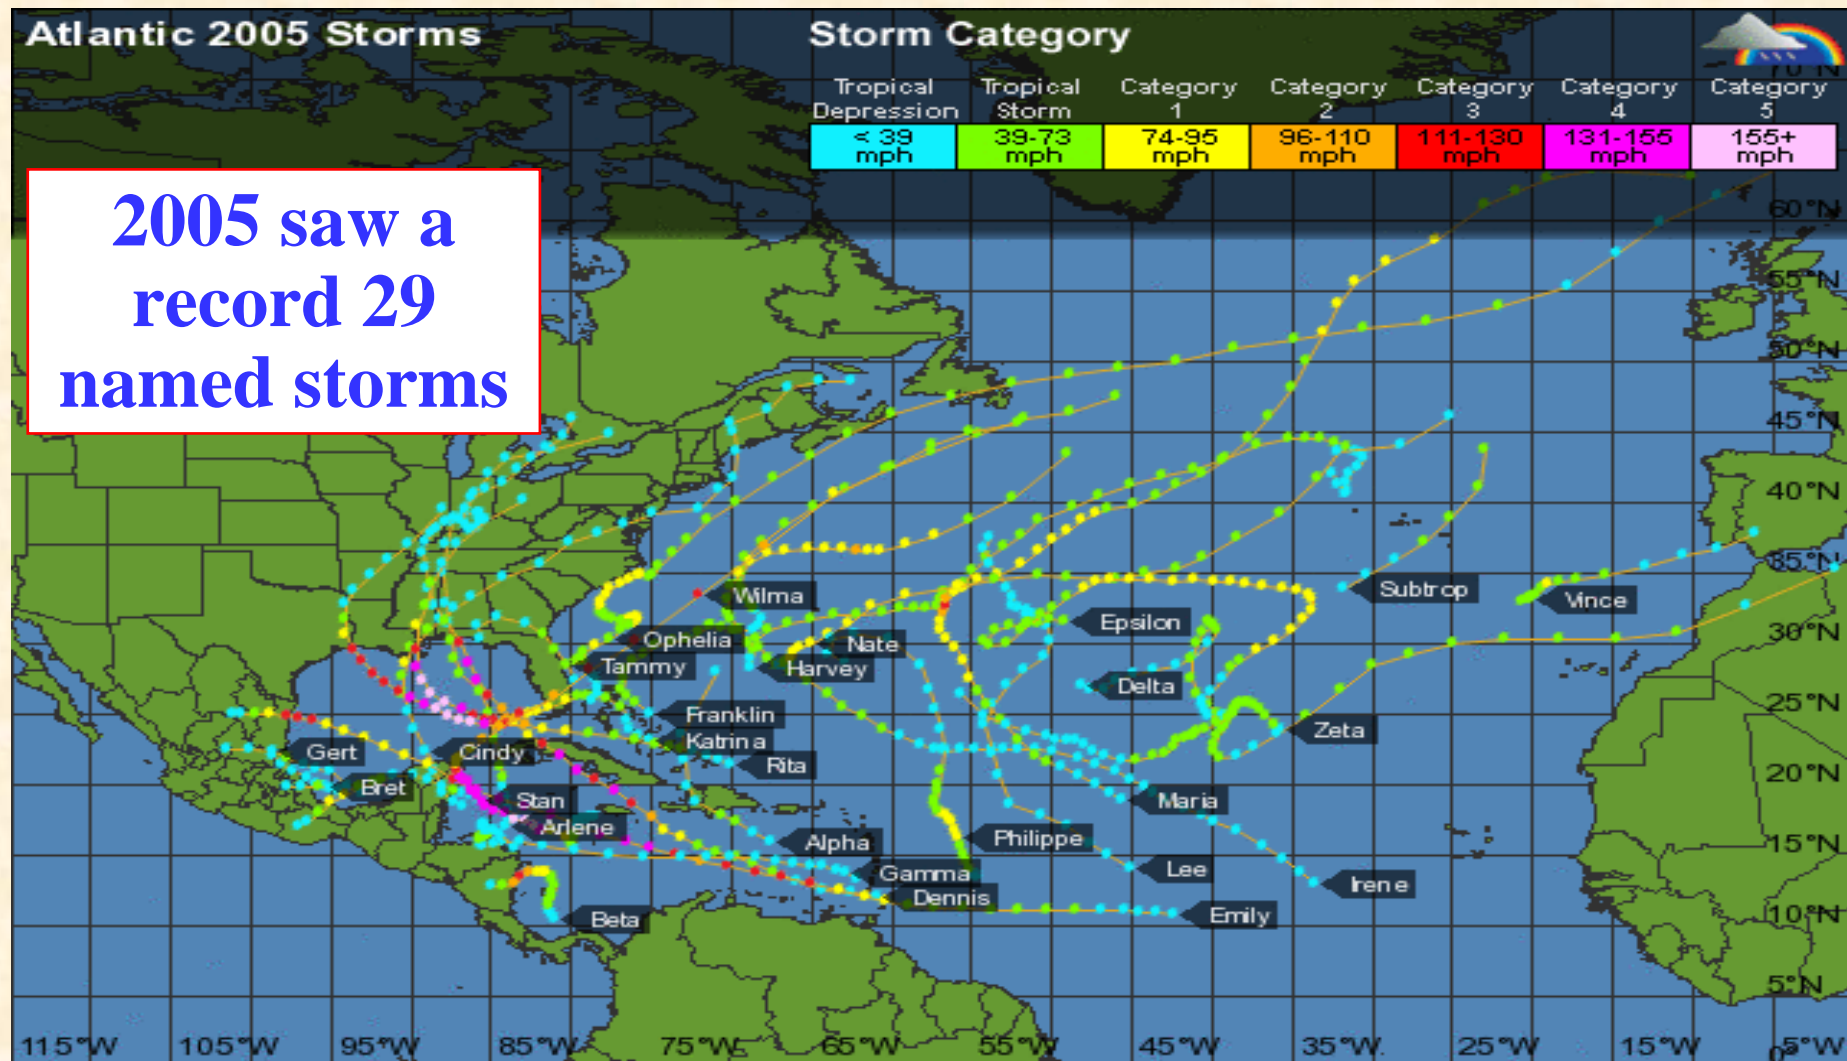 Atlantic 2005 Storms
Storm Category
Tropical Depression
Tropical Storm
Category 1
Category 2
Category 3
Category 4
Category 5
< 39 mph
39-73 mph
74-95 mph
96-110 mph
111-130 mph
131-155 mph
155+ mph
2005 saw a
record 29
named storms
70°N
60°N
55°N
50°N
45°N
40°N
35°N
30°N
25°N
20°N
15°N
10°N
5°N
0°
Wilma
Subtrop
Vince
Epsilon
Ophelia
Nate
Tammy
Harvey
Delta
Franklin
Katrina
Zeta
Gert
Cindy
Rita
Bret
Stan
Maria
Arlene
Alpha
Philippe
Gamma
Lee
Irene
Dennis
Emily
Beta
115°W 105°W 95°W 85°W 75°W 65°W 55°W 45°W 35°W 25°W 15°W 5°W